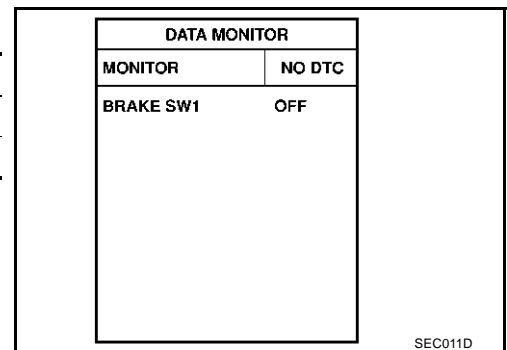 DATA MONITOR
MONITOR NO DTC
BRAKE SW1 OFF
SEC011D